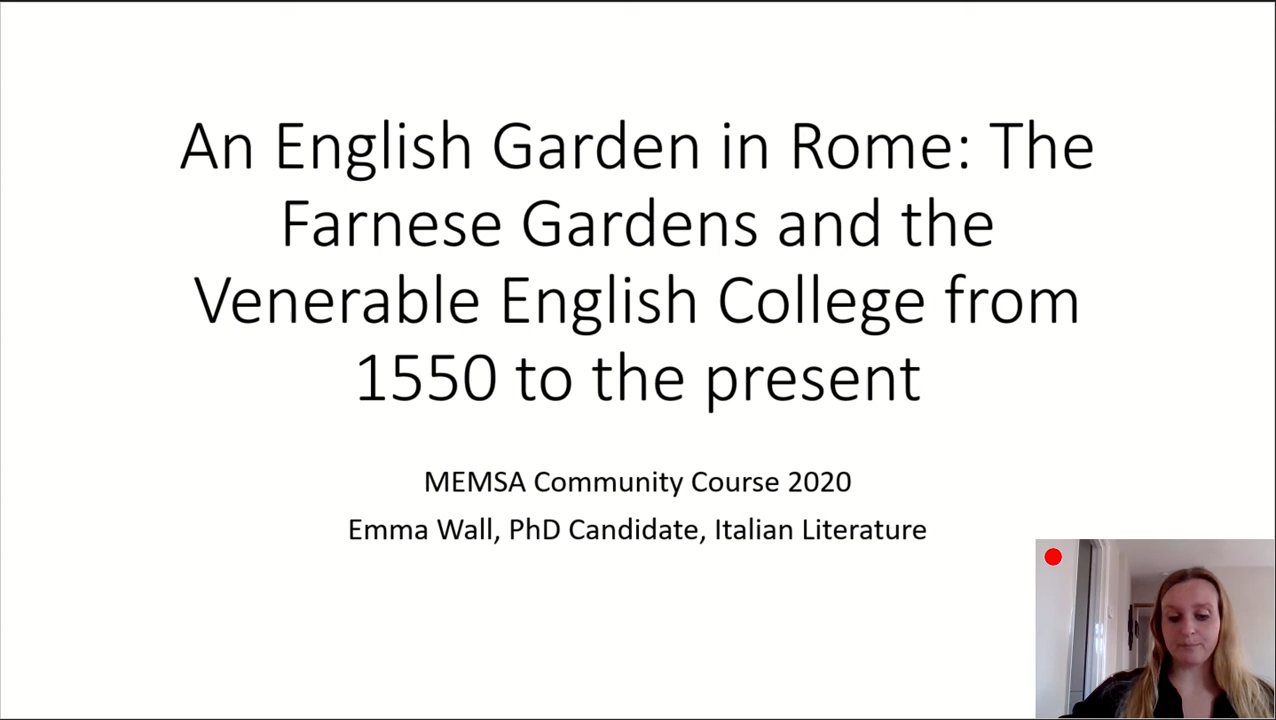 An English Garden in Rome: The
Farnese Gardens and the
Venerable English College from
1550 to the present
MEMSA Community Course 2020
Emma Wall, PhD Candidate, Italian Literature